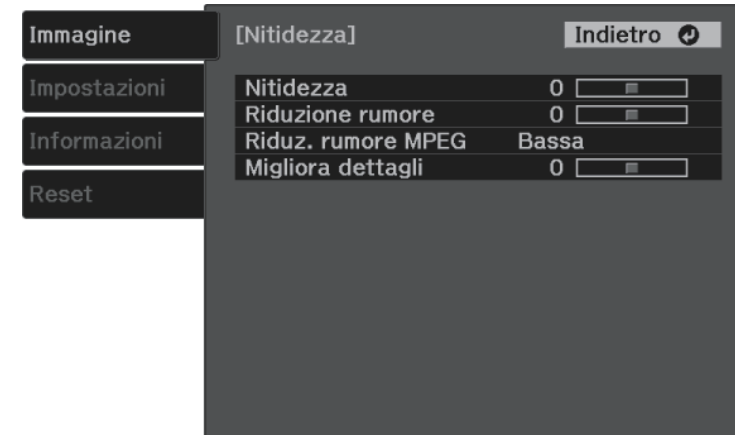 Immagine
Impostazioni
Informazioni
Reset
[Nitidezza]
Indietro
Nitidezza 0
Riduzione rumore 0
Riduz. rumore MPEG Bassa
Migliora dettagli 0